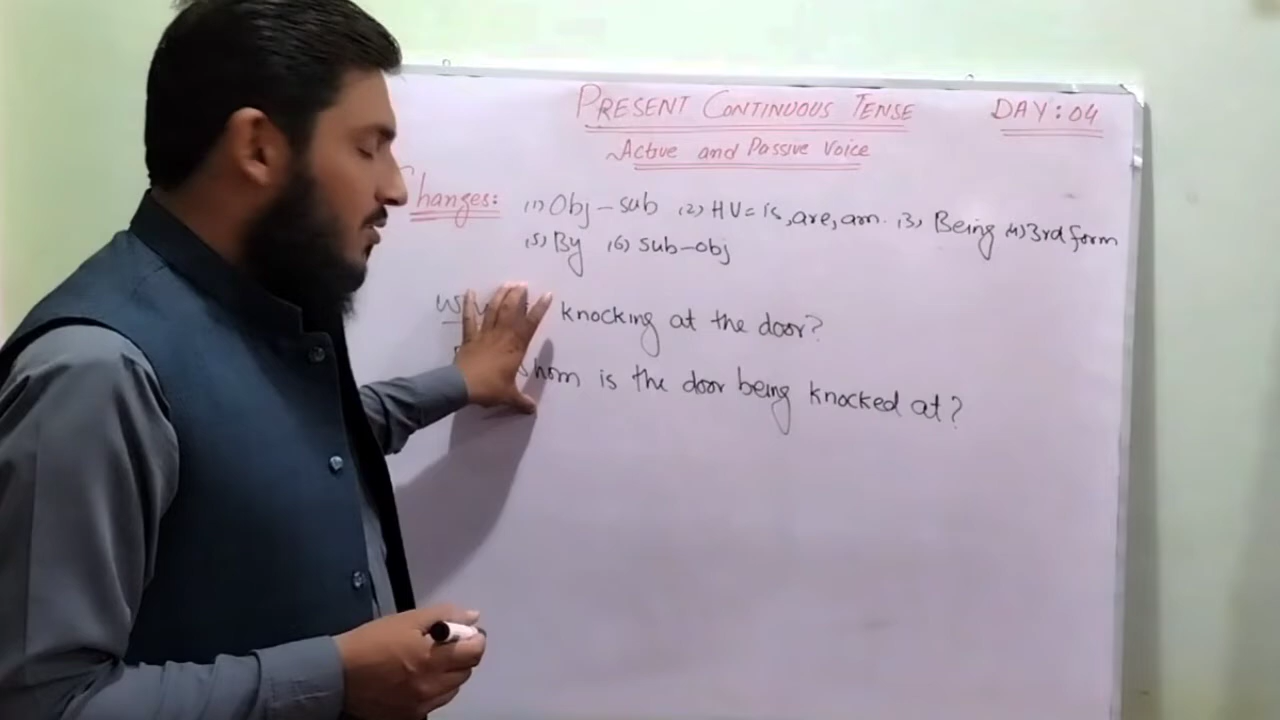 PRESENT CONTINUOUS TENSE DAY: 04
Active and Passive Voice
Changes: (1) Obj - sub (2) HV = is, are, am. (3) Being (4) 3rd form
(5) By (6) Sub - obj
knocking at the door?
whom is the door being knocked at?